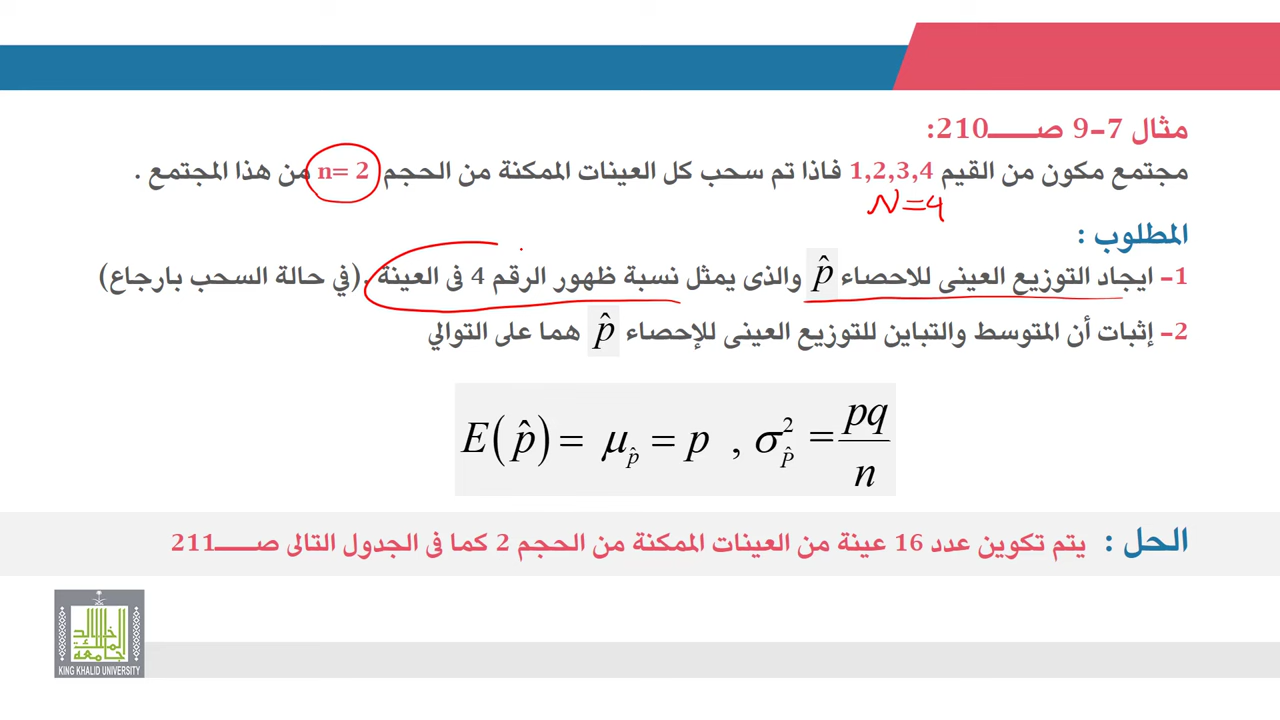 مثال 7-9 صـــــ210:
مجتمع مكون من القيم 1,2,3,4 فاذا تم سحب كل العينات الممكنة من الحجم n= 2 من هذا المجتمع .
N=4
المطلوب :
1- ايجاد التوزيع العينى للاحصاء p̂ والذى يمثل نسبة ظهور الرقم 4 فى العينة .(في حالة السحب بارجاع)
2- إثبات أن المتوسط والتباين للتوزيع العينى للإحصاء p̂ هما على التوالي
E(p̂) = μ_p̂ = p , σ²_P̂ = pq/n
الحل : يتم تكوين عدد 16 عينة من العينات الممكنة من الحجم 2 كما فى الجدول التالى صـــــ211
جامعة الملك خالد
KING KHALID UNIVERSITY